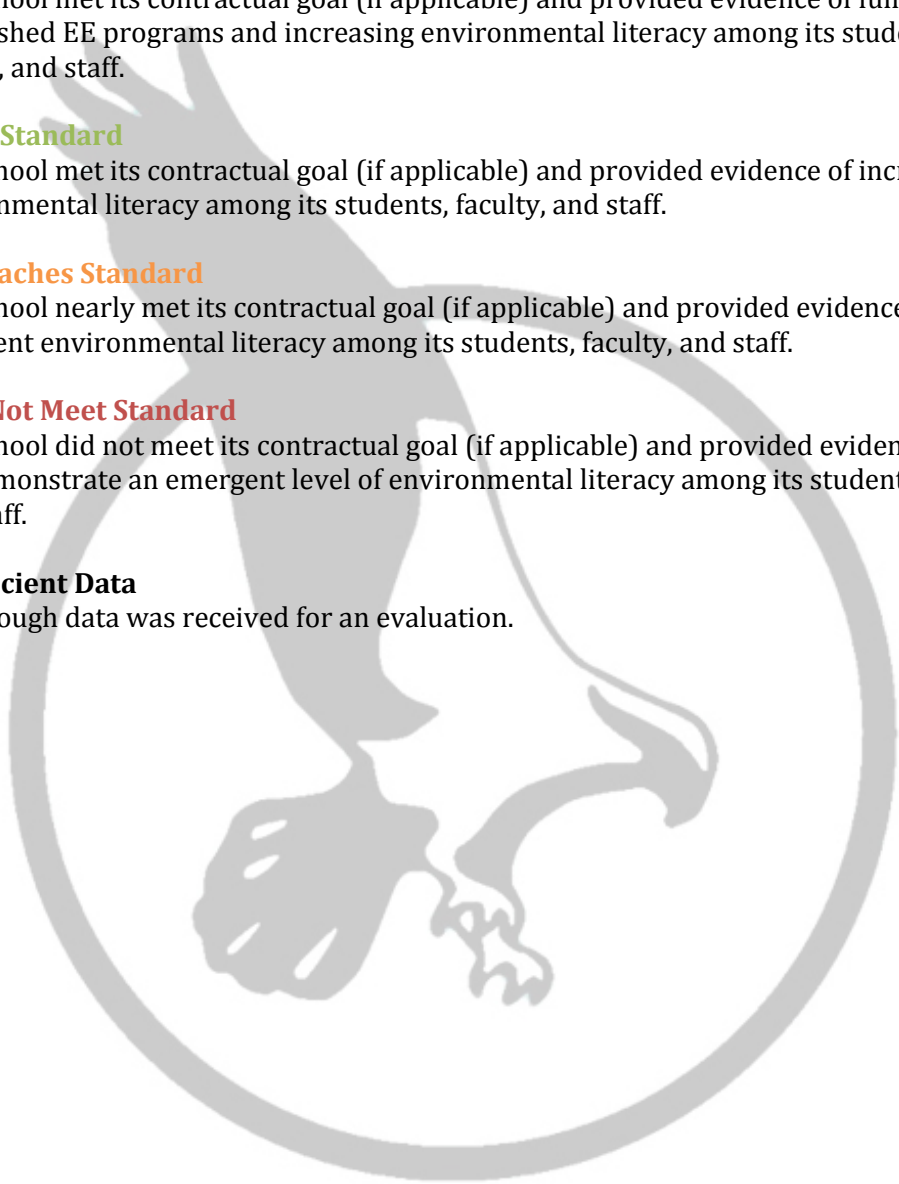 hool met its contractual goal (if applicable) and provided evidence of
shed EE programs and increasing environmental literacy among its stud
, and staff.
Standard
hool met its contractual goal (if applicable) and provided evidence of incr
nmental literacy among its students, faculty, and staff.
aches Standard
hool nearly met its contractual goal (if applicable) and provided evidence
ent environmental literacy among its students, faculty, and staff.
Not Meet Standard
hool did not meet its contractual goal (if applicable) and provided eviden
monstrate an emergent level of environmental literacy among its student
ff.
cient Data
ough data was received for an evaluation.